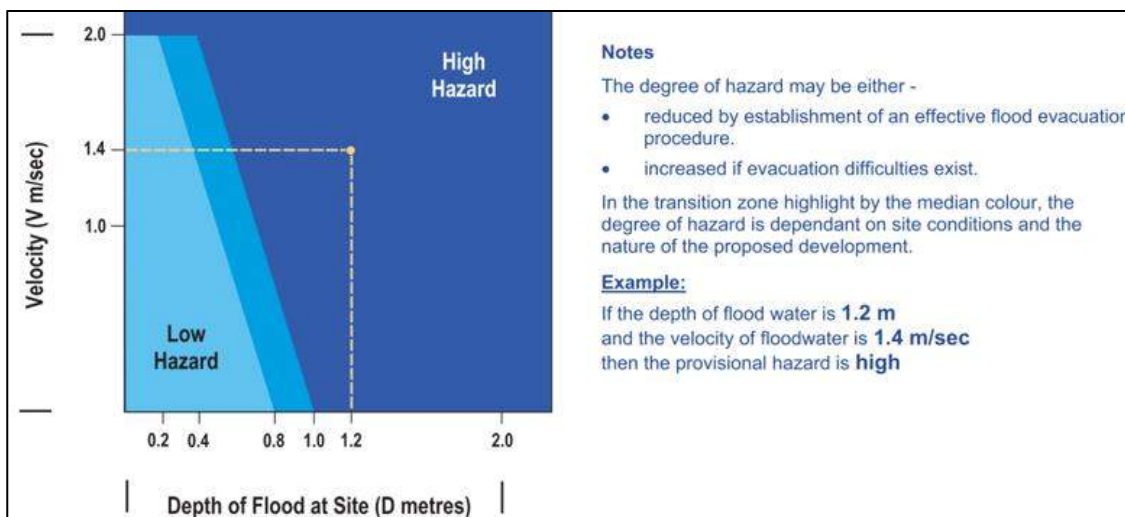 2.0
1.4
1.0
Velocity (V m/sec)
High
Hazard
Low
Hazard
0.2 0.4 0.8 1.0 1.2 2.0
Depth of Flood at Site (D metres)
Notes
The degree of hazard may be either -
• reduced by establishment of an effective flood evacuation
procedure.
• increased if evacuation difficulties exist.
In the transition zone highlight by the median colour, the
degree of hazard is dependant on site conditions and the
nature of the proposed development.
Example:
If the depth of flood water is 1.2 m
and the velocity of floodwater is 1.4 m/sec
then the provisional hazard is high